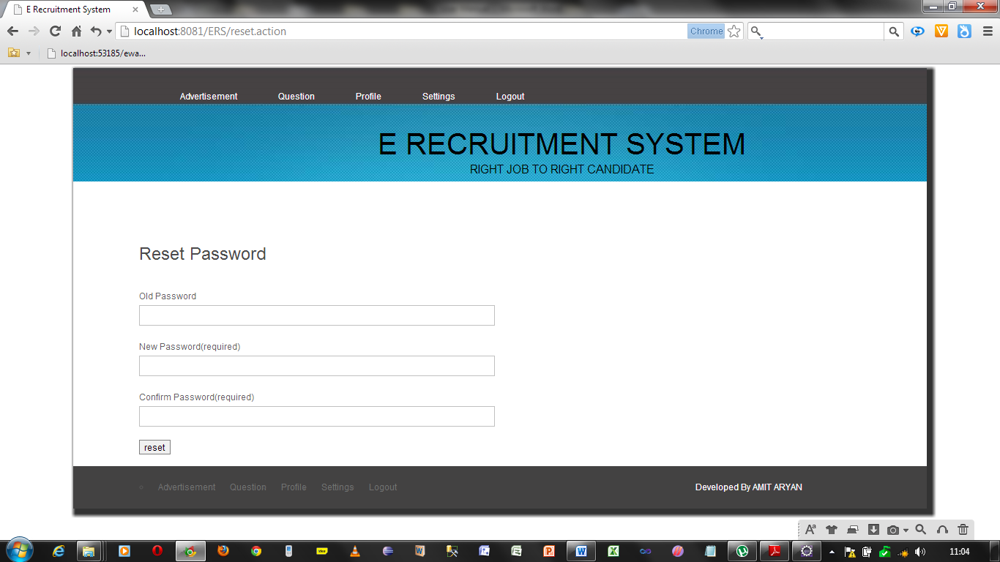 E Recruitment System
localhost:8081/ERS/reset.action
Chrome
localhost:53185/ewa...
Advertisement Question Profile Settings Logout
E RECRUITMENT SYSTEM
RIGHT JOB TO RIGHT CANDIDATE
Reset Password
Old Password
New Password(required)
Confirm Password(required)
reset
Advertisement Question Profile Settings Logout
Developed By AMIT ARYAN
11:04